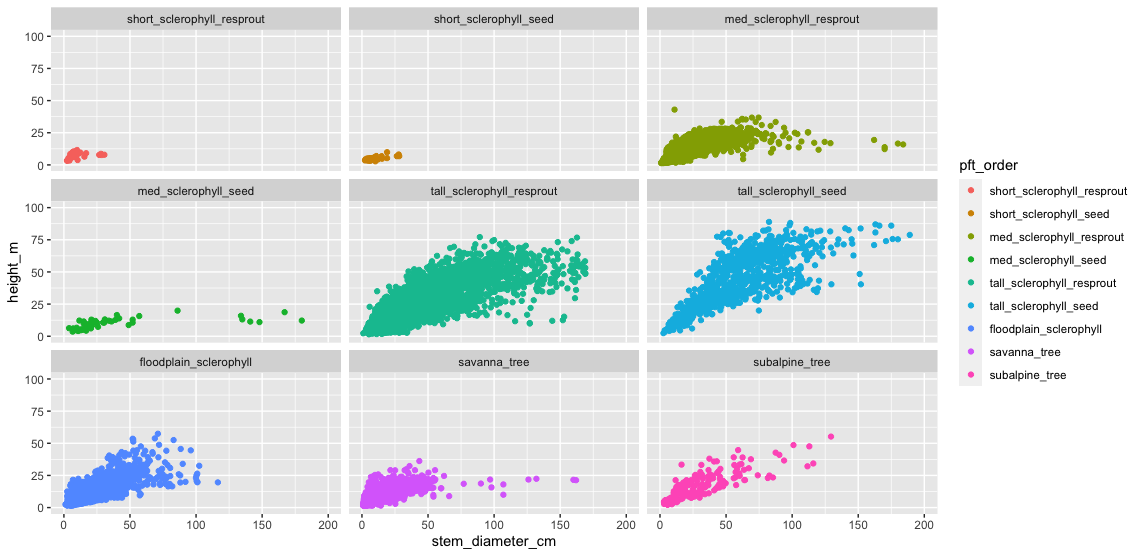 short_sclerophyll_resprout
short_sclerophyll_seed
med_sclerophyll_resprout
100
75
50
25
0
med_sclerophyll_seed
tall_sclerophyll_resprout
tall_sclerophyll_seed
100
75
50
25
0
floodplain_sclerophyll
savanna_tree
subalpine_tree
100
75
50
25
0
0 50 100 150 200
0 50 100 150 200
0 50 100 150 200
height_m
stem_diameter_cm
pft_order
short_sclerophyll_resprout
short_sclerophyll_seed
med_sclerophyll_resprout
med_sclerophyll_seed
tall_sclerophyll_resprout
tall_sclerophyll_seed
floodplain_sclerophyll
savanna_tree
subalpine_tree